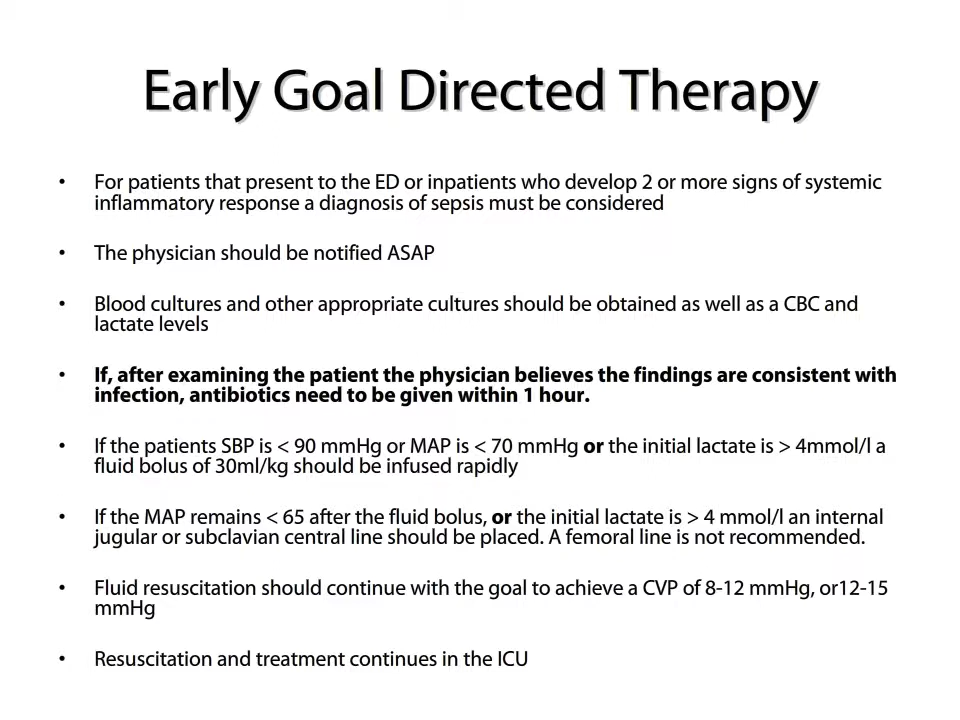 Early Goal Directed Therapy
• For patients that present to the ED or inpatients who develop 2 or more signs of systemic
inflammatory response a diagnosis of sepsis must be considered
• The physician should be notified ASAP
• Blood cultures and other appropriate cultures should be obtained as well as a CBC and
lactate levels
• If, after examining the patient the physician believes the findings are consistent with
infection, antibiotics need to be given within 1 hour.
• If the patients SBP is < 90 mmHg or MAP is < 70 mmHg or the initial lactate is > 4mmol/l a
fluid bolus of 30ml/kg should be infused rapidly
• If the MAP remains < 65 after the fluid bolus, or the initial lactate is > 4 mmol/l an internal
jugular or subclavian central line should be placed. A femoral line is not recommended.
• Fluid resuscitation should continue with the goal to achieve a CVP of 8-12 mmHg, or12-15
mmHg
• Resuscitation and treatment continues in the ICU